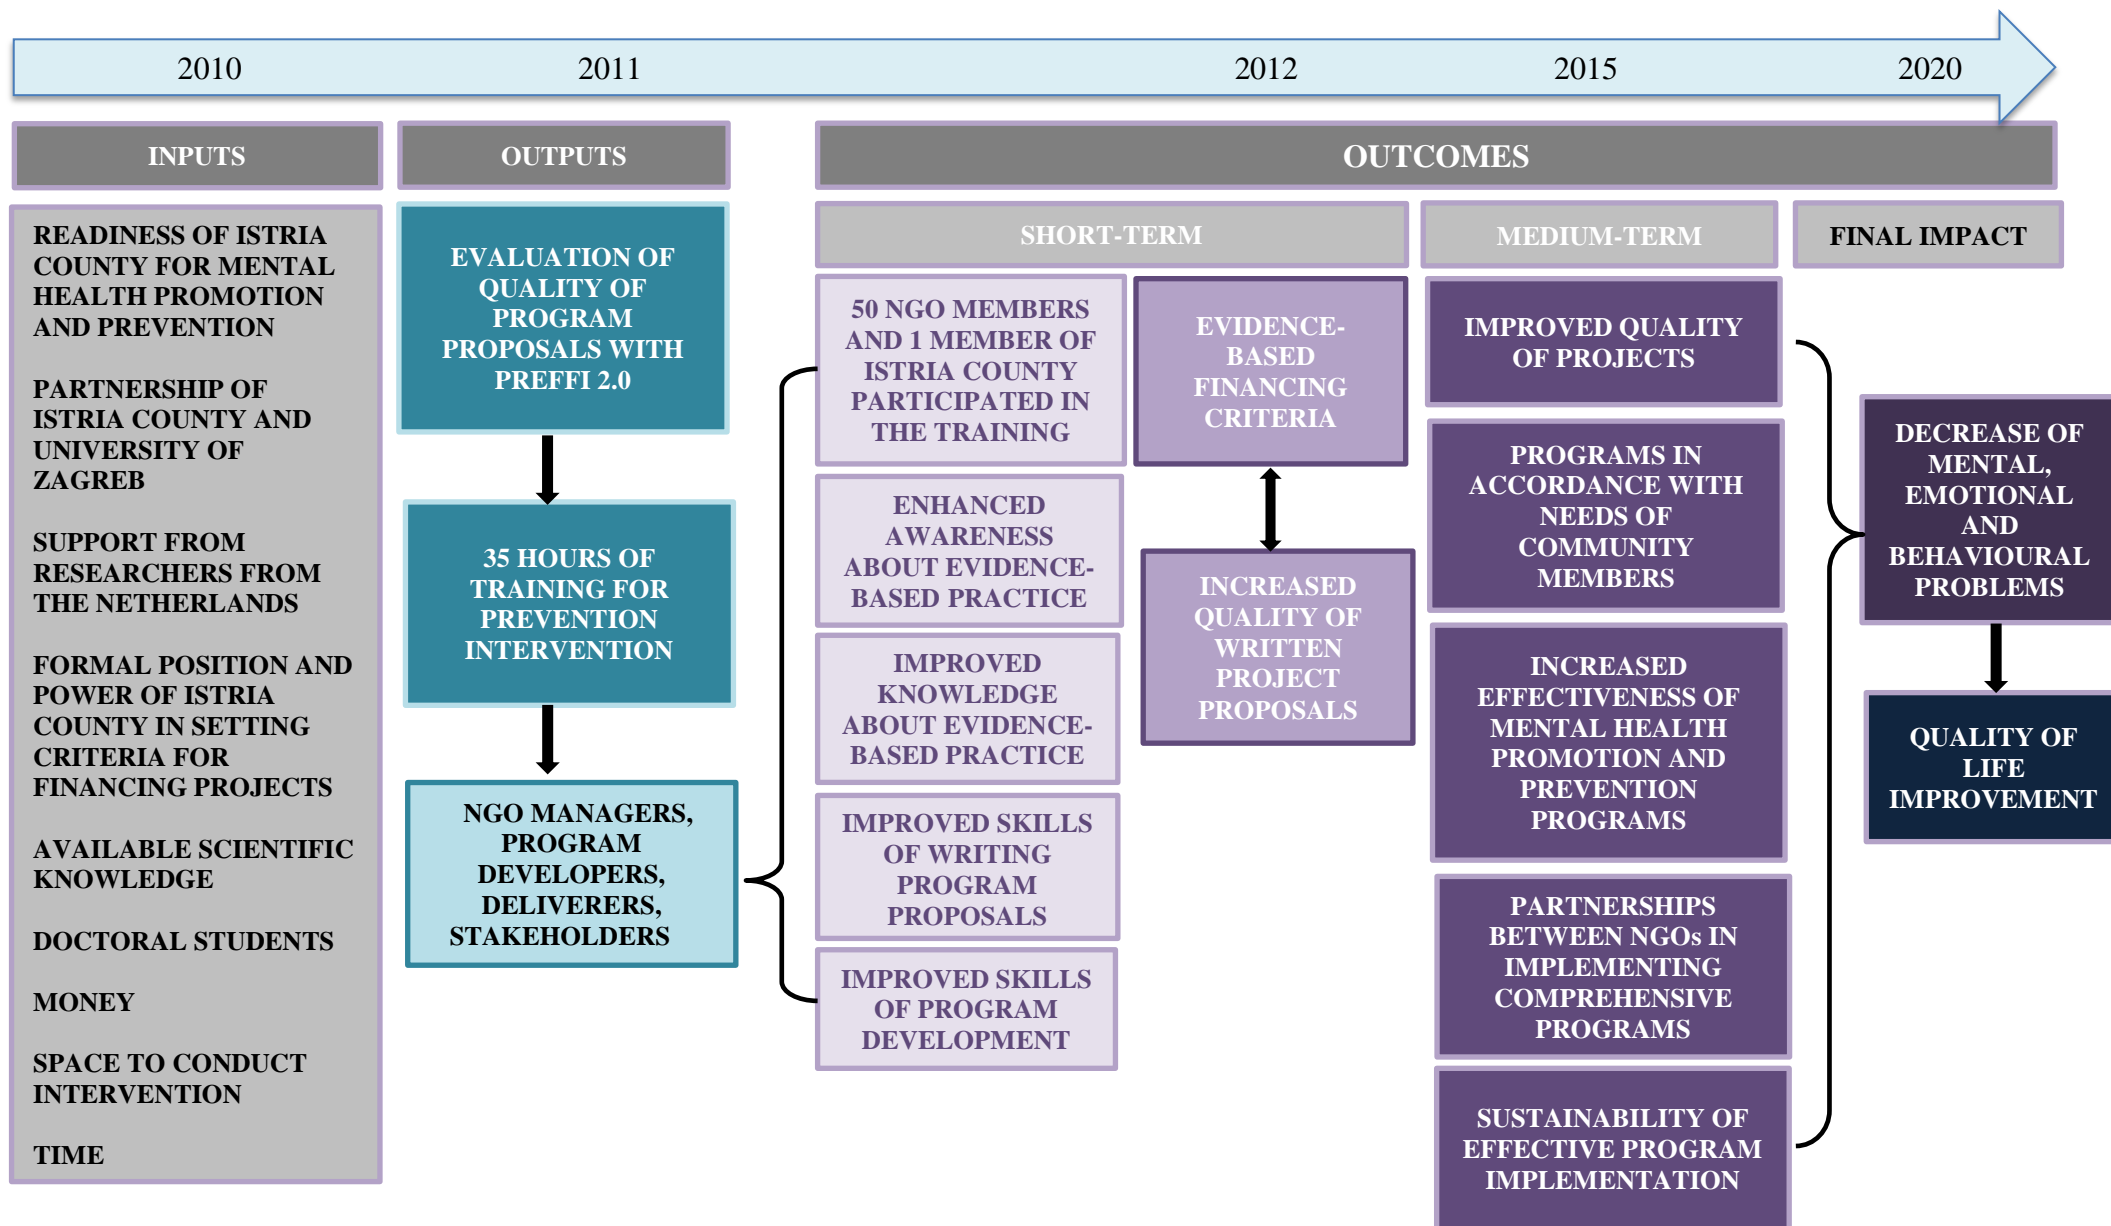 2010
2011
2012
2015
2020
INPUTS
OUTPUTS
OUTCOMES
READINESS OF ISTRIA
COUNTY FOR MENTAL
HEALTH PROMOTION
AND PREVENTION
PARTNERSHIP OF
ISTRIA COUNTY AND
UNIVERSITY OF
ZAGREB
SUPPORT FROM
RESEARCHERS FROM
THE NETHERLANDS
FORMAL POSITION AND
POWER OF ISTRIA
COUNTY IN SETTING
CRITERIA FOR
FINANCING PROJECTS
AVAILABLE SCIENTIFIC
KNOWLEDGE
DOCTORAL STUDENTS
MONEY
SPACE TO CONDUCT
INTERVENTION
TIME
EVALUATION OF
QUALITY OF
PROGRAM
PROPOSALS WITH
PREFFI 2.0
35 HOURS OF
TRAINING FOR
PREVENTION
INTERVENTION
NGO MANAGERS,
PROGRAM
DEVELOPERS,
DELIVERERS,
STAKEHOLDERS
SHORT-TERM
50 NGO MEMBERS
AND 1 MEMBER OF
ISTRIA COUNTY
PARTICIPATED IN
THE TRAINING
ENHANCED
AWARENESS
ABOUT EVIDENCE-
BASED PRACTICE
IMPROVED
KNOWLEDGE
ABOUT EVIDENCE-
BASED PRACTICE
IMPROVED SKILLS
OF WRITING
PROGRAM
PROPOSALS
IMPROVED SKILLS
OF PROGRAM
DEVELOPMENT
EVIDENCE-
BASED
FINANCING
CRITERIA
INCREASED
QUALITY OF
WRITTEN
PROJECT
PROPOSALS
MEDIUM-TERM
IMPROVED QUALITY
OF PROJECTS
PROGRAMS IN
ACCORDANCE WITH
NEEDS OF
COMMUNITY
MEMBERS
INCREASED
EFFECTIVENESS OF
MENTAL HEALTH
PROMOTION AND
PREVENTION
PROGRAMS
PARTNERSHIPS
BETWEEN NGOs IN
IMPLEMENTING
COMPREHENSIVE
PROGRAMS
SUSTAINABILITY OF
EFFECTIVE PROGRAM
IMPLEMENTATION
FINAL IMPACT
DECREASE OF
MENTAL,
EMOTIONAL
AND
BEHAVIOURAL
PROBLEMS
QUALITY OF
LIFE
IMPROVEMENT